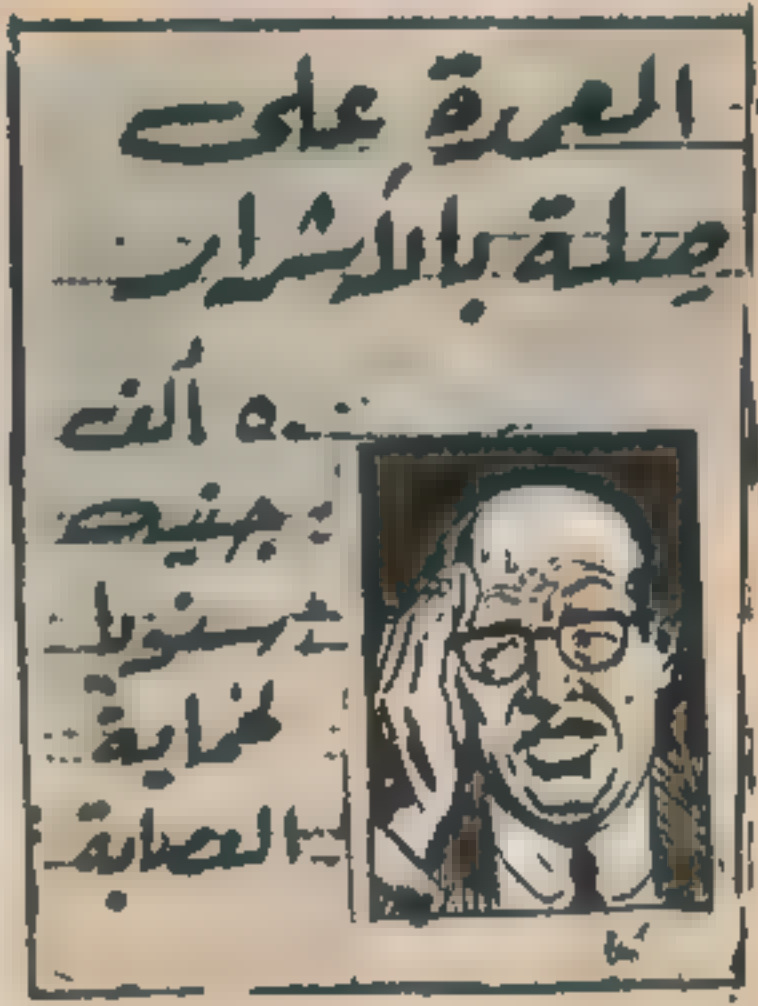 العمدة على
صلة بالأشرار
٥٠ ألف
جنيه
سنويا
لحماية
العصابة